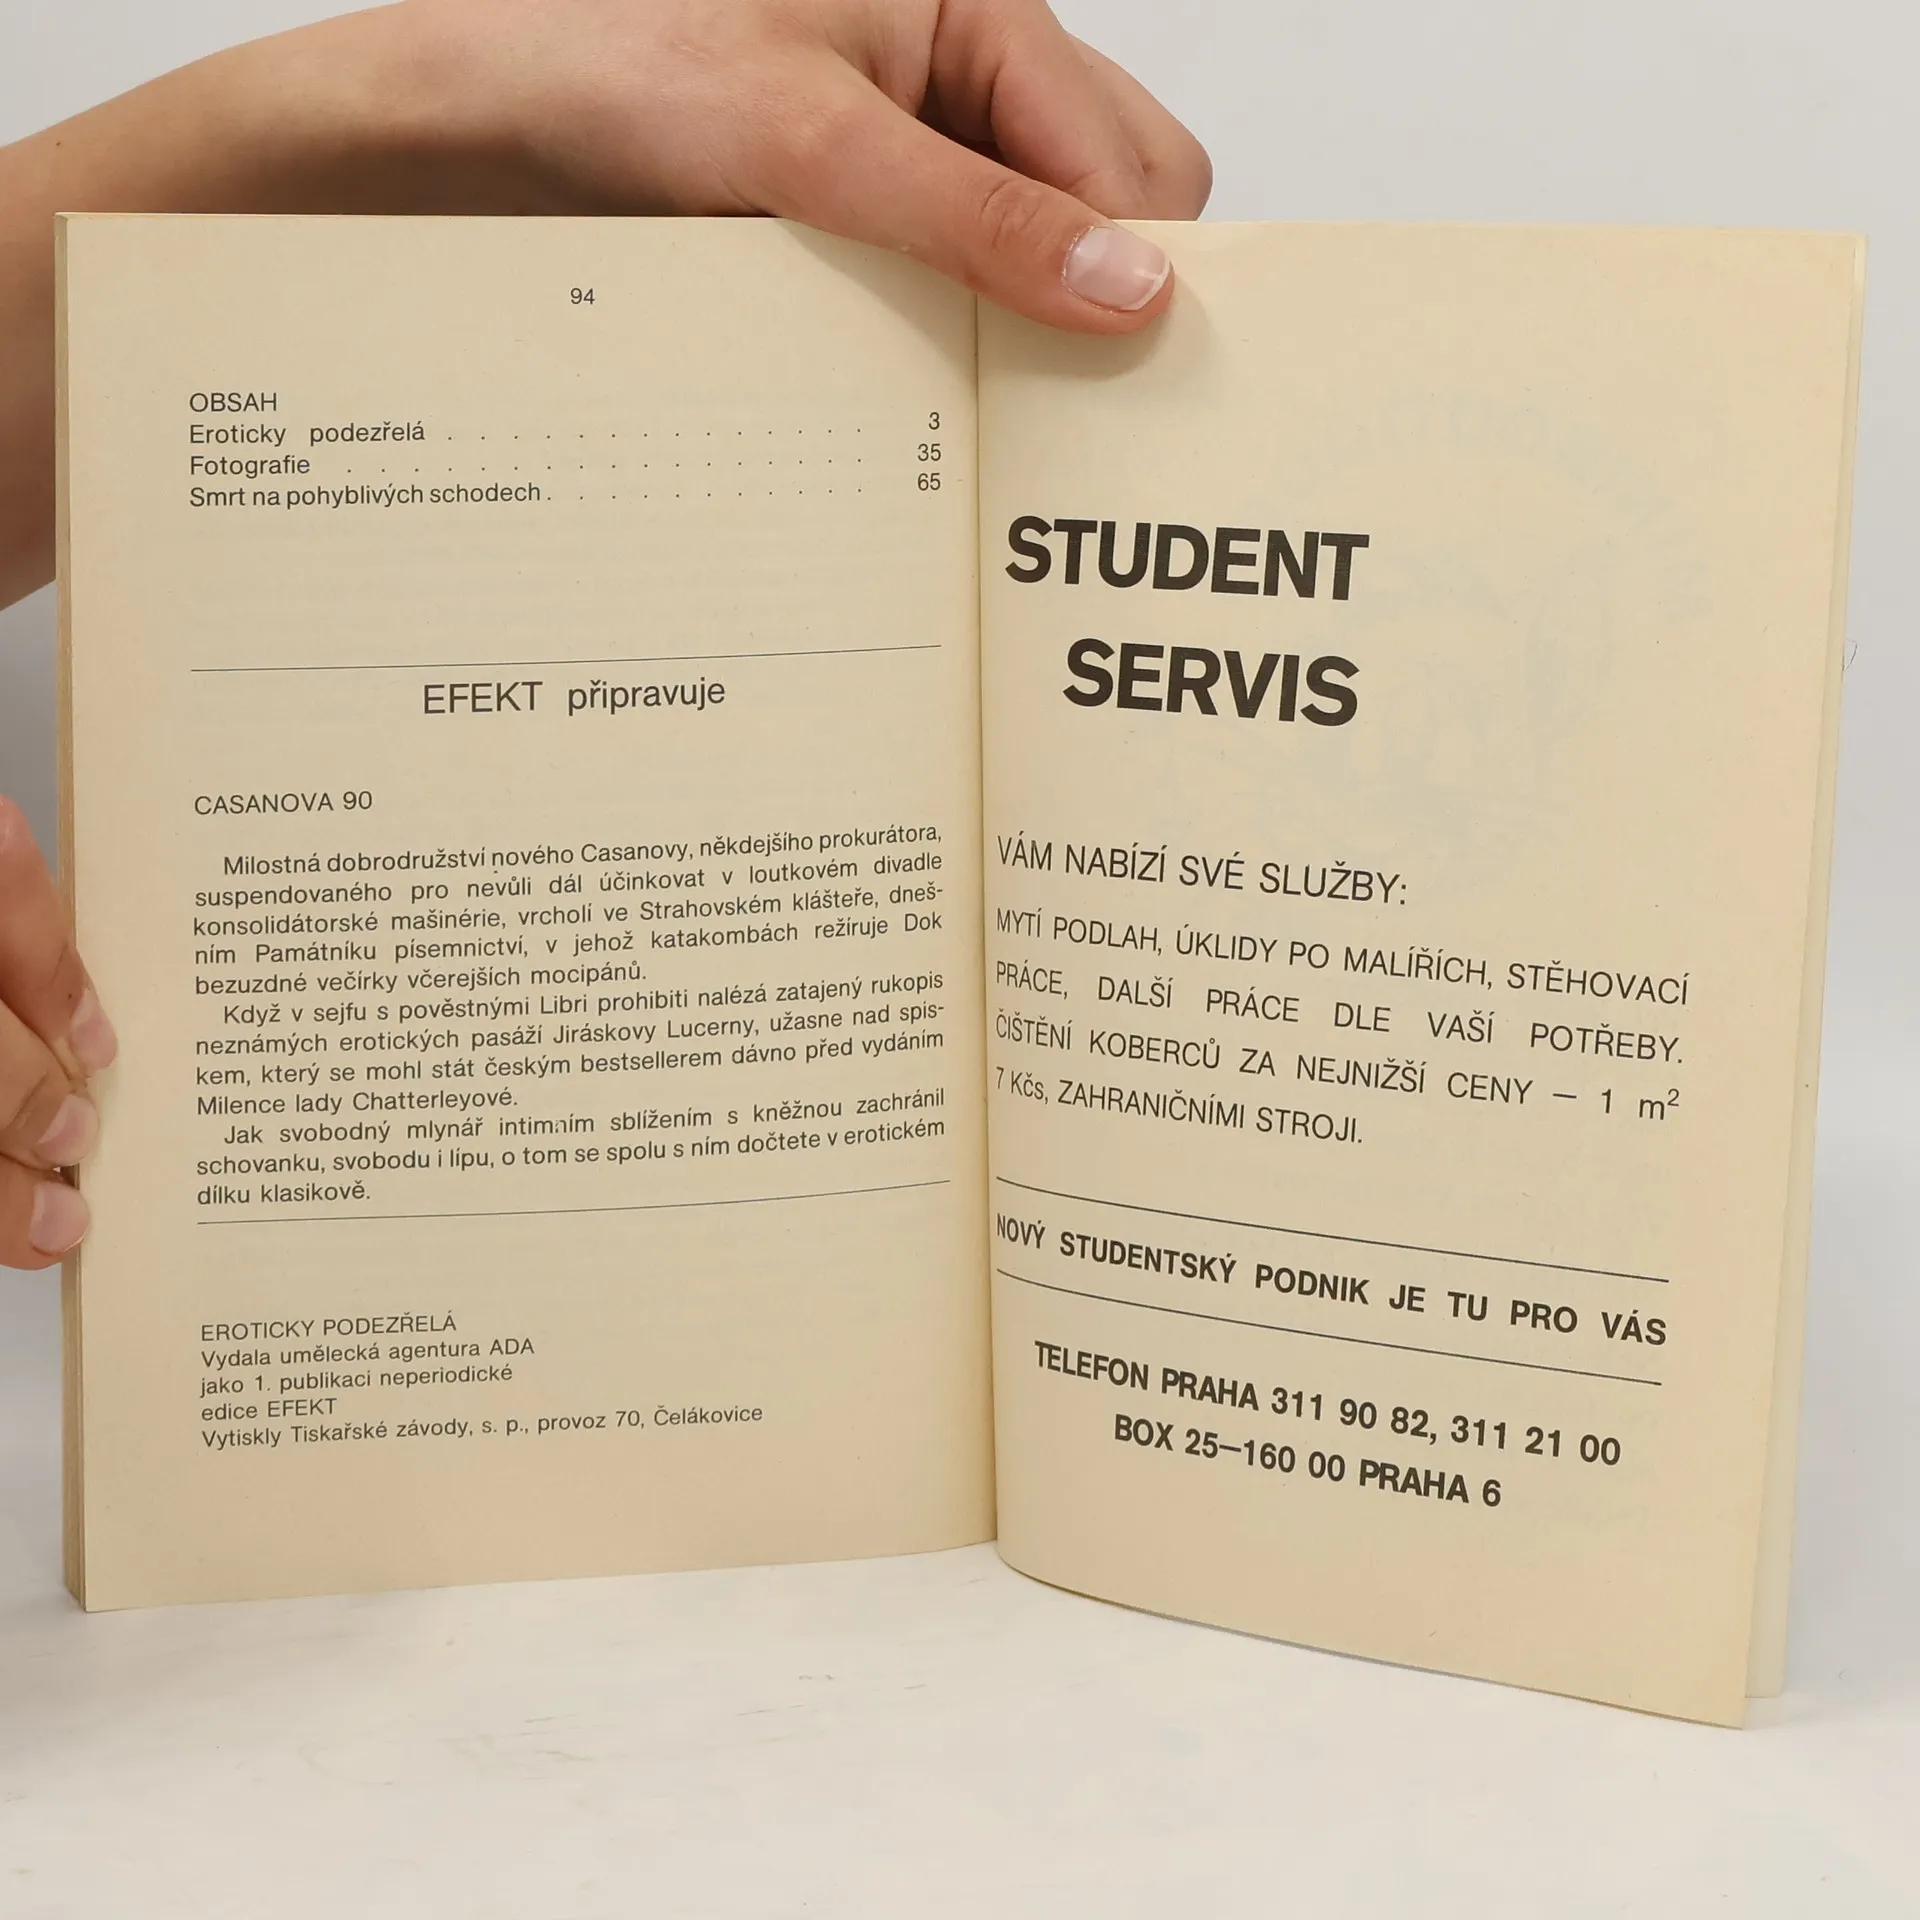 94
OBSAH
Eroticky podezřelá . . . . . . . . . . . . . . 3
Fotografie . . . . . . . . . . . . . . . . . 35
Smrt na pohyblivých schodech . . . . . . . . . . . 65
EFEKT připravuje
CASANOVA 90
Milostná dobrodružství nového Casanovy, někdejšího prokurátora,
suspendovaného pro nevůli dál účinkovat v loutkovém divadle
konsolidátorské mašinérie, vrcholí ve Strahovském klášteře, dneš-
ním Památníku písemnictví, v jehož katakombách režíruje Dok
bezuzdné večírky včerejších mocipánů.
Když v sejfu s pověstnými Libri prohibiti nalézá zatajený rukopis
neznámých erotických pasáží Jiráskovy Lucerny, užasne nad spis-
kem, který se mohl stát českým bestsellerem dávno před vydáním
Milence lady Chatterleyové.
Jak svobodný mlynář intimním sblížením s kněžnou zachránil
schovanku, svobodu i lípu, o tom se spolu s ním dočtete v erotickém
dílku klasikově.
EROTICKY PODEZŘELÁ
Vydala umělecká agentura ADA
jako 1. publikaci neperiodické
edice EFEKT
Vytiskly Tiskařské závody, s. p., provoz 70, Čelákovice
STUDENT
SERVIS
VÁM NABÍZÍ SVÉ SLUŽBY:
MYTÍ PODLAH, ÚKLIDY PO MALÍŘÍCH, STĚHOVACÍ
PRÁCE, DALŠÍ PRÁCE DLE VAŠÍ POTŘEBY.
ČIŠTĚNÍ KOBERCŮ ZA NEJNIŽŠÍ CENY – 1 m²
7 Kčs, ZAHRANIČNÍMI STROJI.
NOVÝ STUDENTSKÝ PODNIK JE TU PRO VÁS
TELEFON PRAHA 311 90 82, 311 21 00
BOX 25–160 00 PRAHA 6